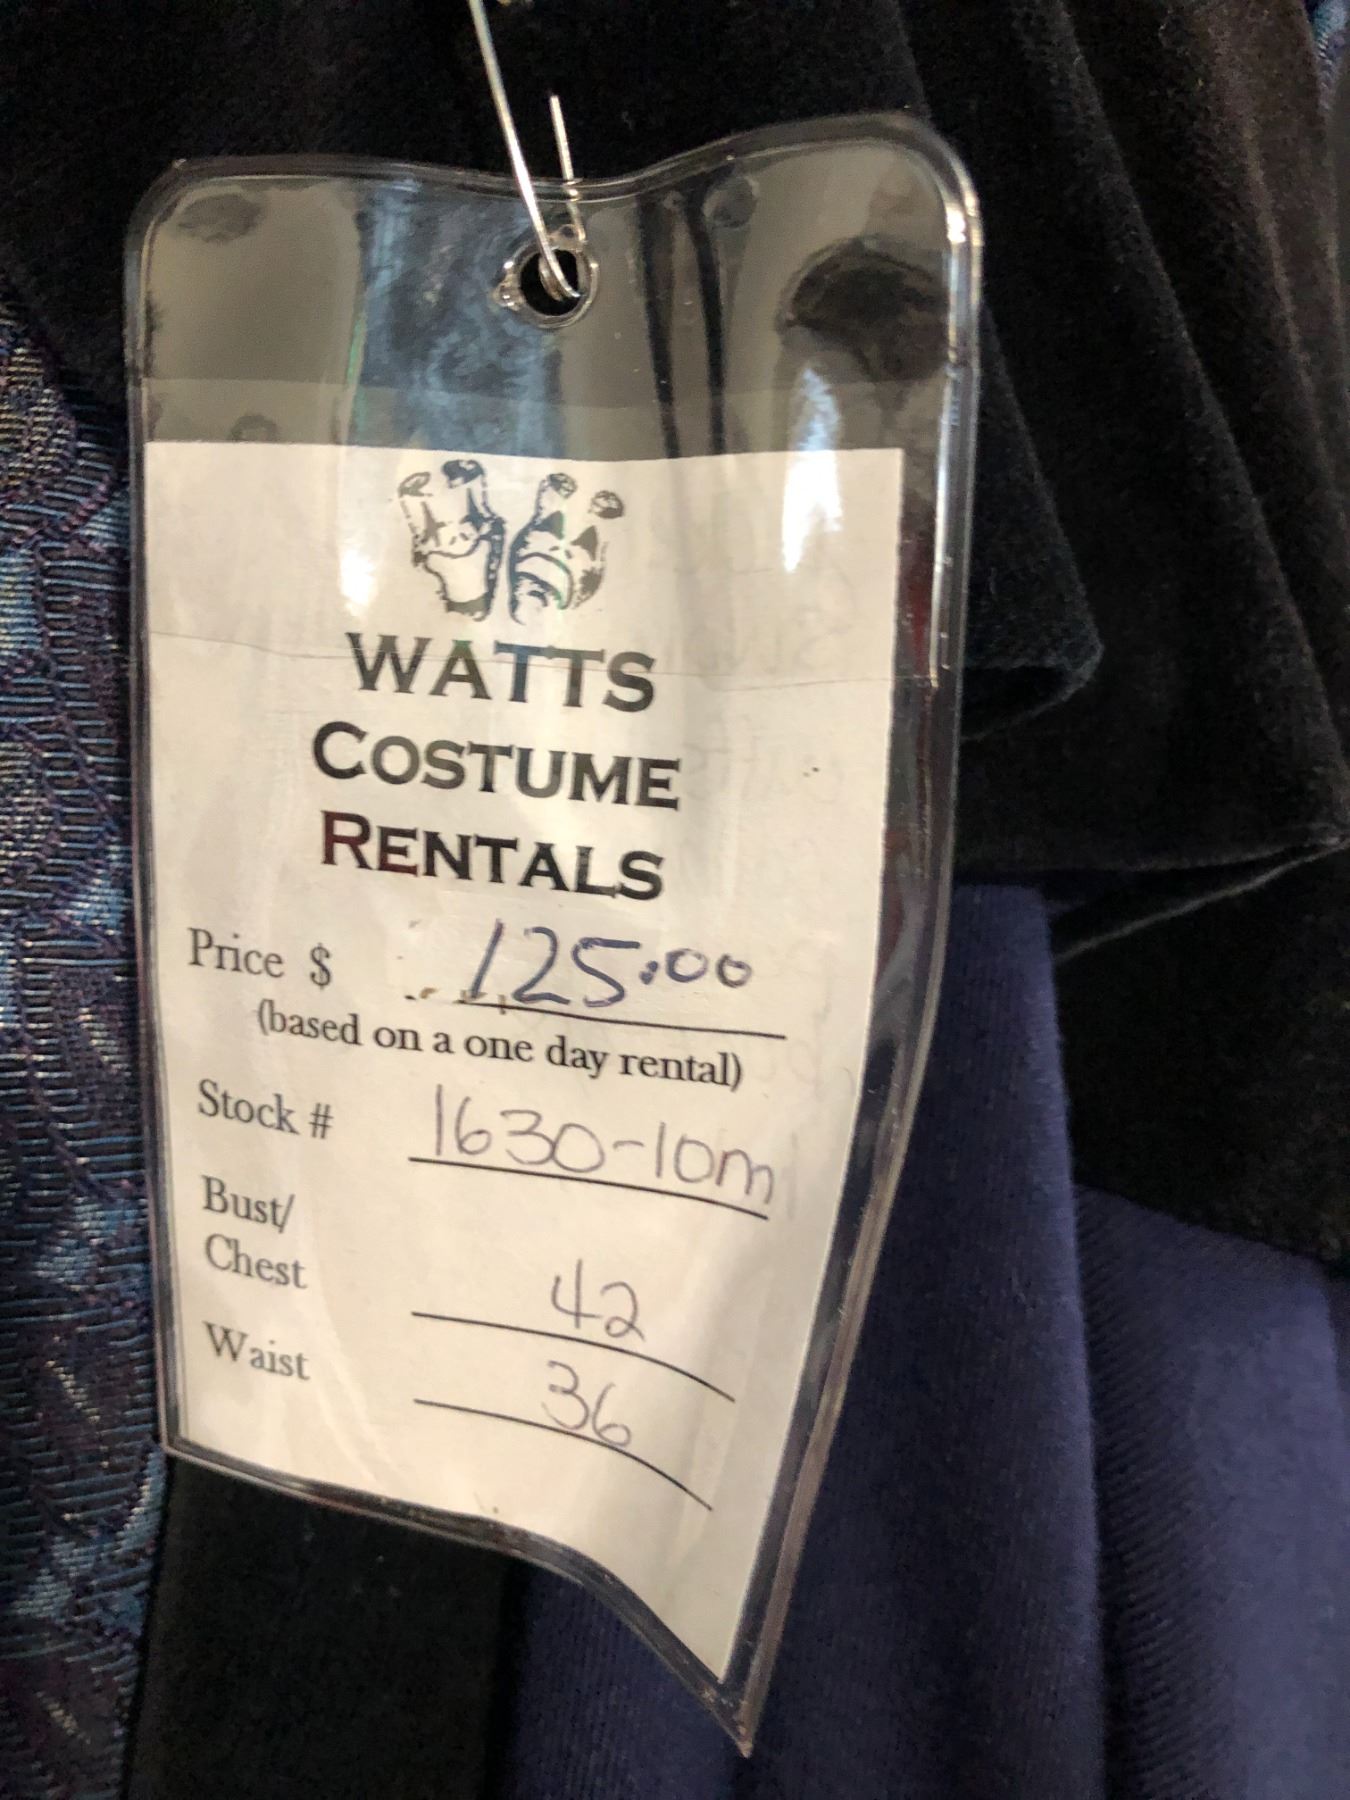 WATTS
COSTUME
RENTALS
Price $ 125.00
(based on a one day rental)
Stock # 1630-10m
Bust/
Chest 42
Waist 36